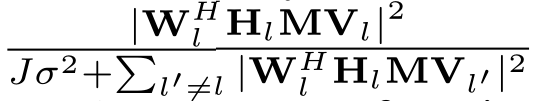 |W_l^H H_l M V_l|^2
Jσ^2+∑_{l'≠l} |W_l^H H_l M V_{l'}|^2